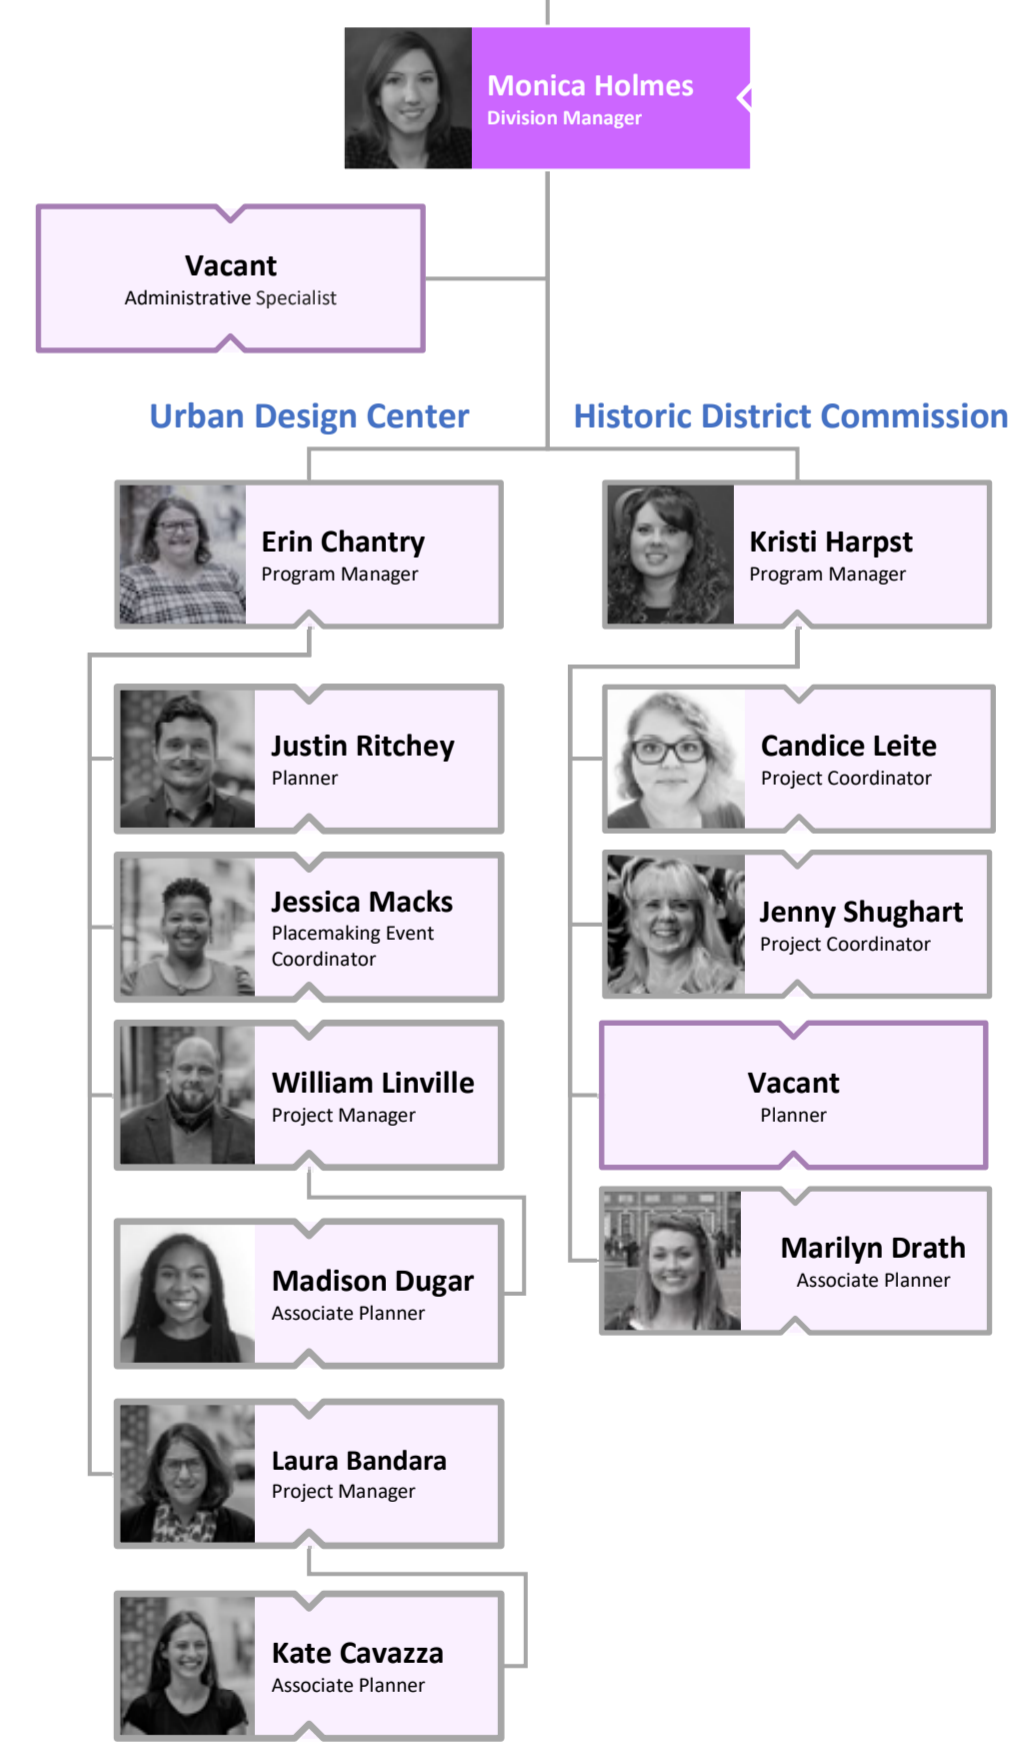 Monica Holmes
Division Manager
Vacant
Administrative Specialist
Urban Design Center
Historic District Commission
Erin Chantry
Program Manager
Kristi Harpst
Program Manager
Justin Ritchey
Planner
Candice Leite
Project Coordinator
Jessica Macks
Placemaking Event
Coordinator
Jenny Shughart
Project Coordinator
William Linville
Project Manager
Vacant
Planner
Madison Dugar
Associate Planner
Marilyn Drath
Associate Planner
Laura Bandara
Project Manager
Kate Cavazza
Associate Planner